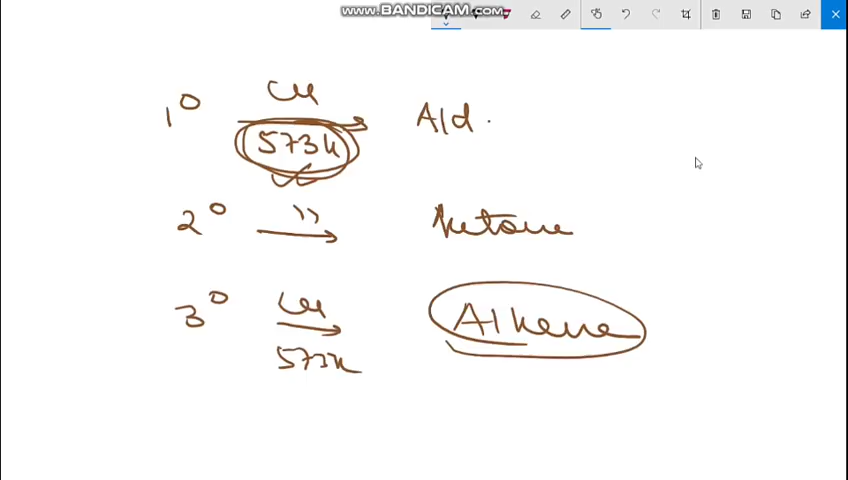 www.BANDICAM.com
1° Cu 573K Ald.
2° )) Ketone
3° Cu 573K Alkene